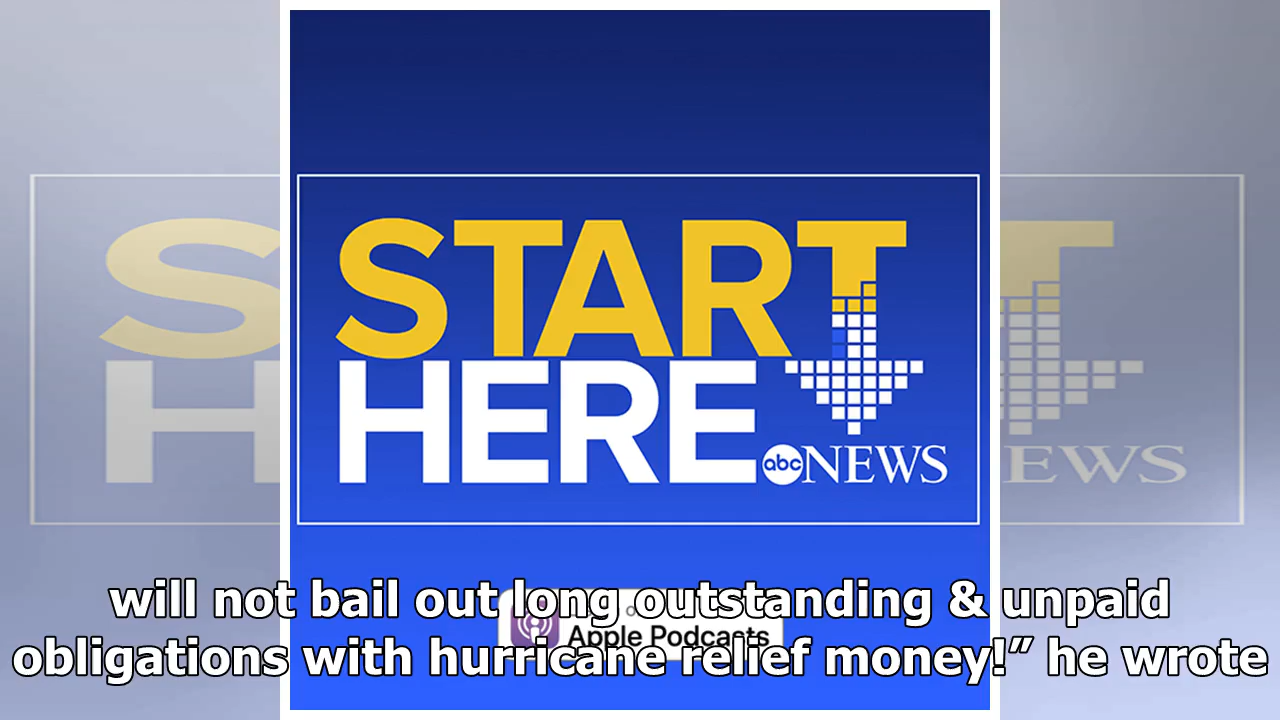 START
HERE
abc NEWS
will not bail out long outstanding & unpaid
Apple Podcasts
obligations with hurricane relief money!” he wrote
EWS